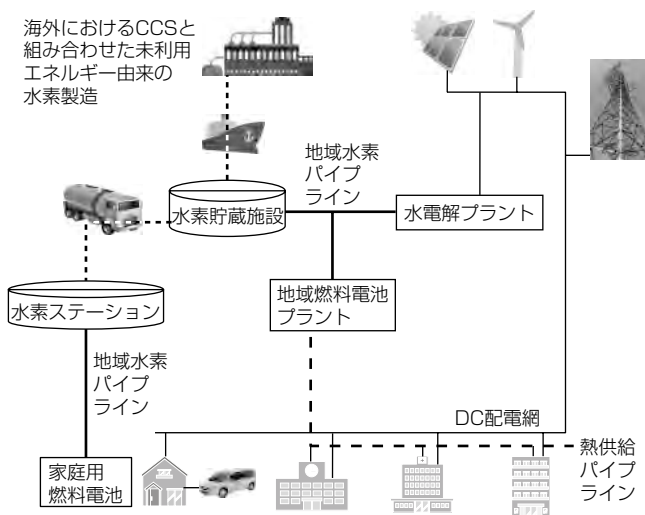 海外におけるCCSと
組み合わせた未利用
エネルギー由来の
水素製造
地域水素
パイプ
ライン
水素貯蔵施設
水電解プラント
水素ステーション
地域燃料電池
プラント
地域水素
パイプ
ライン
DC配電網
家庭用
燃料電池
熱供給
パイプ
ライン